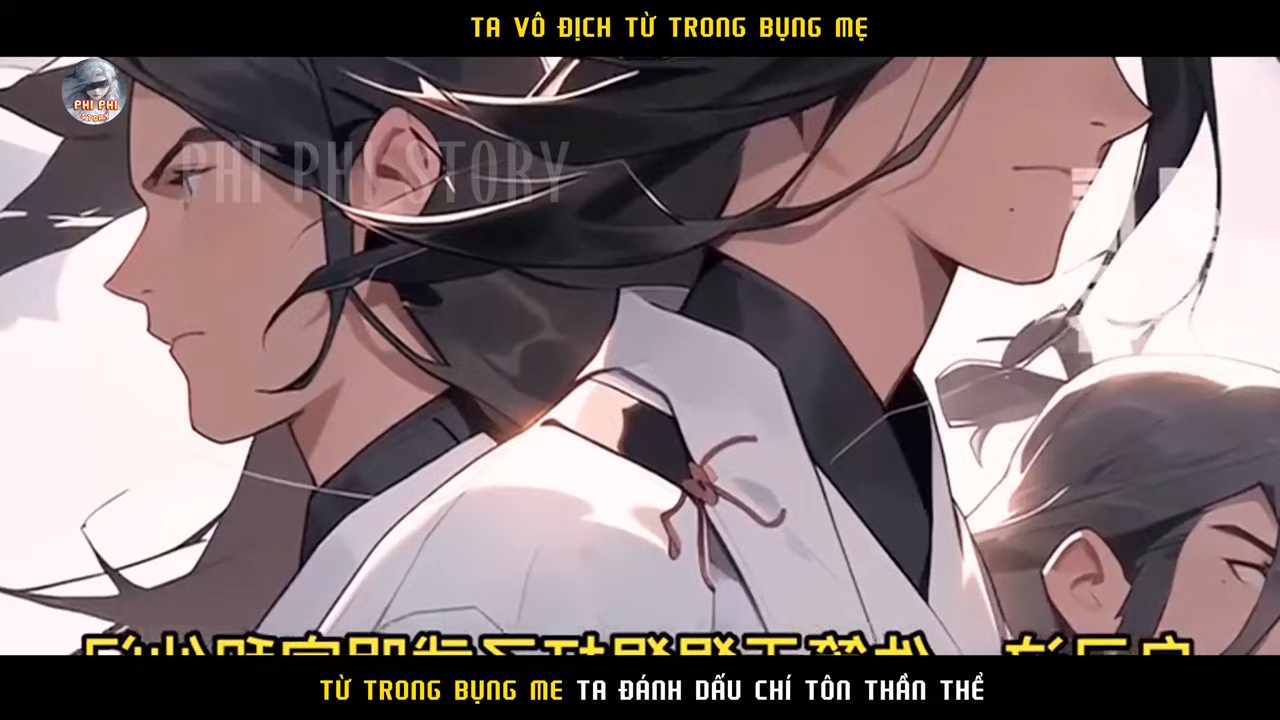 TA VÔ ĐỊCH TỪ TRONG BỤNG MẸ
PHI PHI
STORY
PHI PHI STORY
TỪ TRONG BỤNG ME TA ĐÁNH DẤU CHÍ TÔN THẦN THỂ